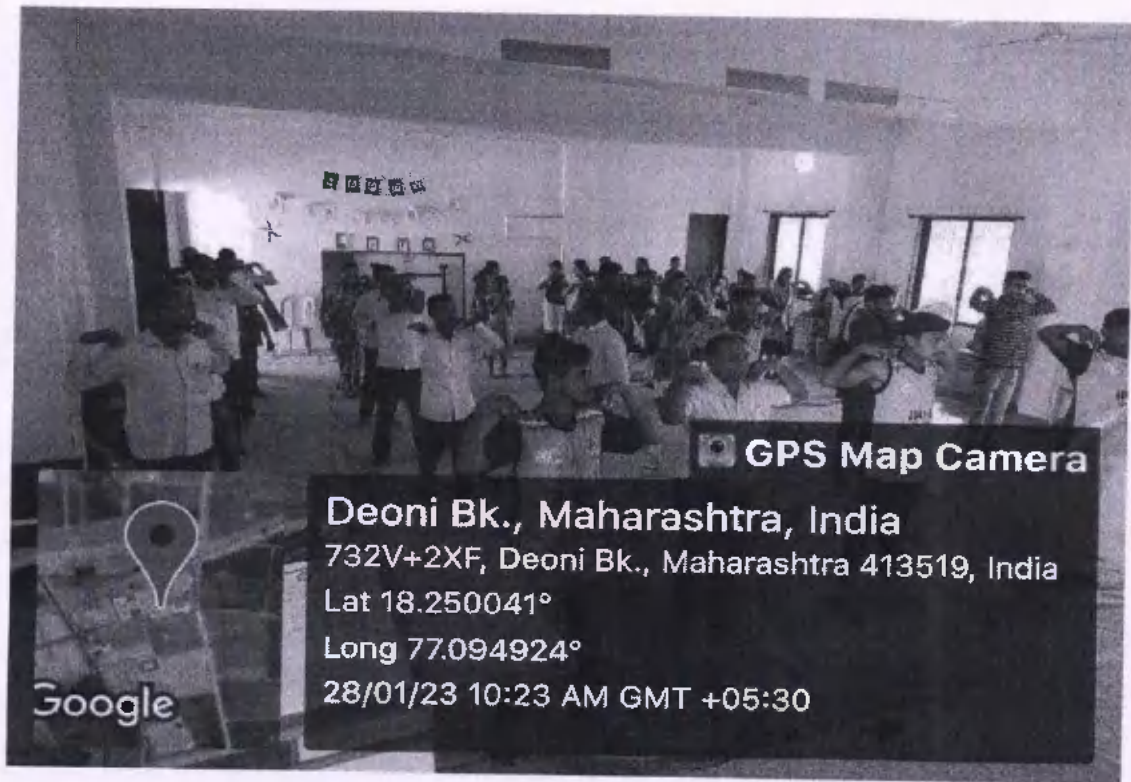 GPS Map Camera
Deoni Bk., Maharashtra, India
732V+2XF, Deoni Bk., Maharashtra 413519, India
Lat 18.250041°
Long 77.094924°
28/01/23 10:23 AM GMT +05:30
Google